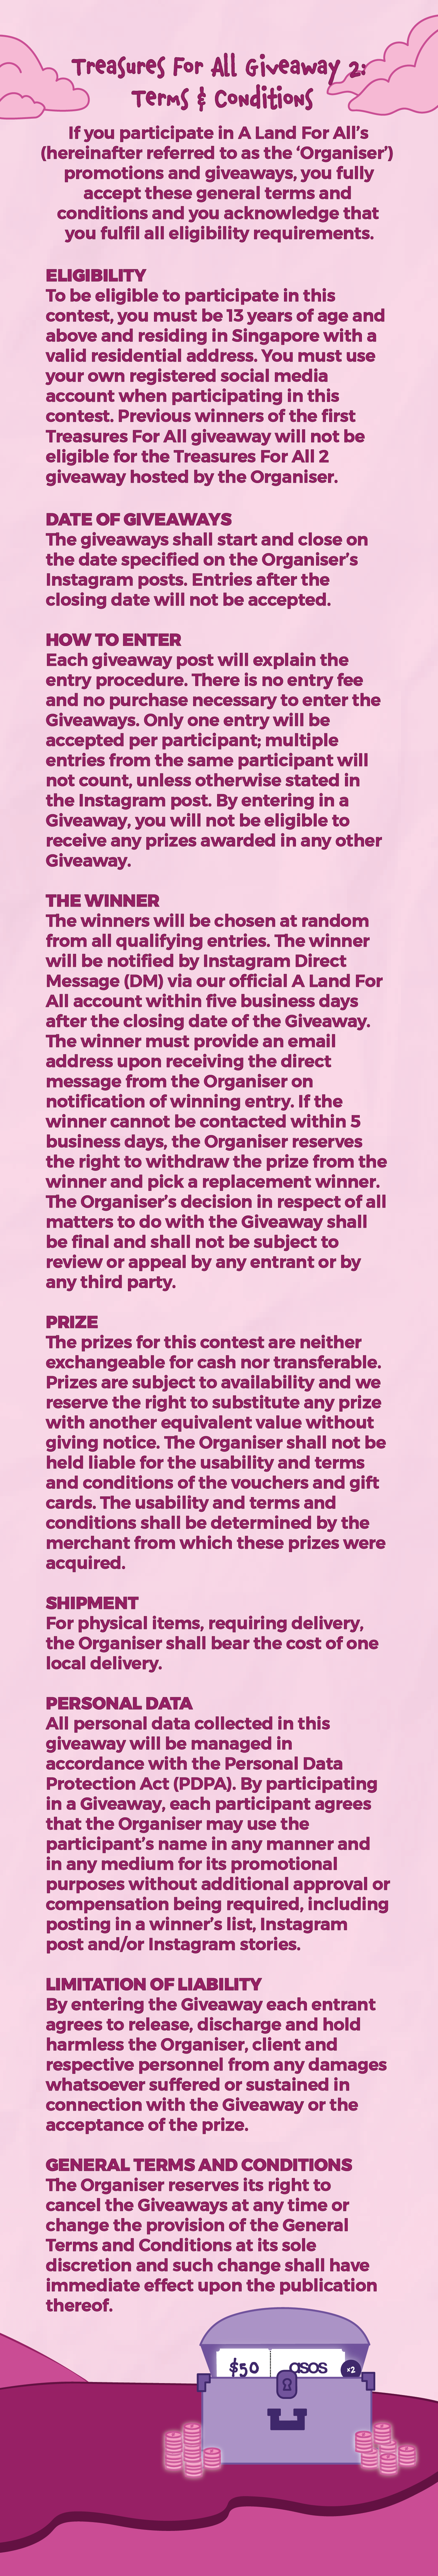 Treasures For All Giveaway 2:
Terms & Conditions
If you participate in A Land For All's
(hereinafter referred to as the 'Organiser')
promotions and giveaways, you fully
accept these general terms and
conditions and you acknowledge that
you fulfil all eligibility requirements.
ELIGIBILITY
To be eligible to participate in this
contest, you must be 13 years of age and
above and residing in Singapore with a
valid residential address. You must use
your own registered social media
account when participating in this
contest. Previous winners of the first
Treasures For All giveaway will not be
eligible for the Treasures For All 2
giveaway hosted by the Organiser.
DATE OF GIVEAWAYS
The giveaways shall start and close on
the date specified on the Organiser's
Instagram posts. Entries after the
closing date will not be accepted.
HOW TO ENTER
Each giveaway post will explain the
entry procedure. There is no entry fee
and no purchase necessary to enter the
Giveaways. Only one entry will be
accepted per participant; multiple
entries from the same participant will
not count, unless otherwise stated in
the Instagram post. By entering in a
Giveaway, you will not be eligible to
receive any prizes awarded in any other
Giveaway.
THE WINNER
The winners will be chosen at random
from all qualifying entries. The winner
will be notified by Instagram Direct
Message (DM) via our official A Land For
All account within five business days
after the closing date of the Giveaway.
The winner must provide an email
address upon receiving the direct
message from the Organiser on
notification of winning entry. If the
winner cannot be contacted within 5
business days, the Organiser reserves
the right to withdraw the prize from the
winner and pick a replacement winner.
The Organiser's decision in respect of all
matters to do with the Giveaway shall
be final and shall not be subject to
review or appeal by any entrant or by
any third party.
PRIZE
The prizes for this contest are neither
exchangeable for cash nor transferable.
Prizes are subject to availability and we
reserve the right to substitute any prize
with another equivalent value without
giving notice. The Organiser shall not be
held liable for the usability and terms
and conditions of the vouchers and gift
cards. The usability and terms and
conditions shall be determined by the
merchant from which these prizes were
acquired.
SHIPMENT
For physical items, requiring delivery,
the Organiser shall bear the cost of one
local delivery.
PERSONAL DATA
All personal data collected in this
giveaway will be managed in
accordance with the Personal Data
Protection Act (PDPA). By participating
in a Giveaway, each participant agrees
that the Organiser may use the
participant's name in any manner and
in any medium for its promotional
purposes without additional approval or
compensation being required, including
posting in a winner's list, Instagram
post and/or Instagram stories.
LIMITATION OF LIABILITY
By entering the Giveaway each entrant
agrees to release, discharge and hold
harmless the Organiser, client and
respective personnel from any damages
whatsoever suffered or sustained in
connection with the Giveaway or the
acceptance of the prize.
GENERAL TERMS AND CONDITIONS
The Organiser reserves its right to
cancel the Giveaways at any time or
change the provision of the General
Terms and Conditions at its sole
discretion and such change shall have
immediate effect upon the publication
thereof.
$50 asos x2